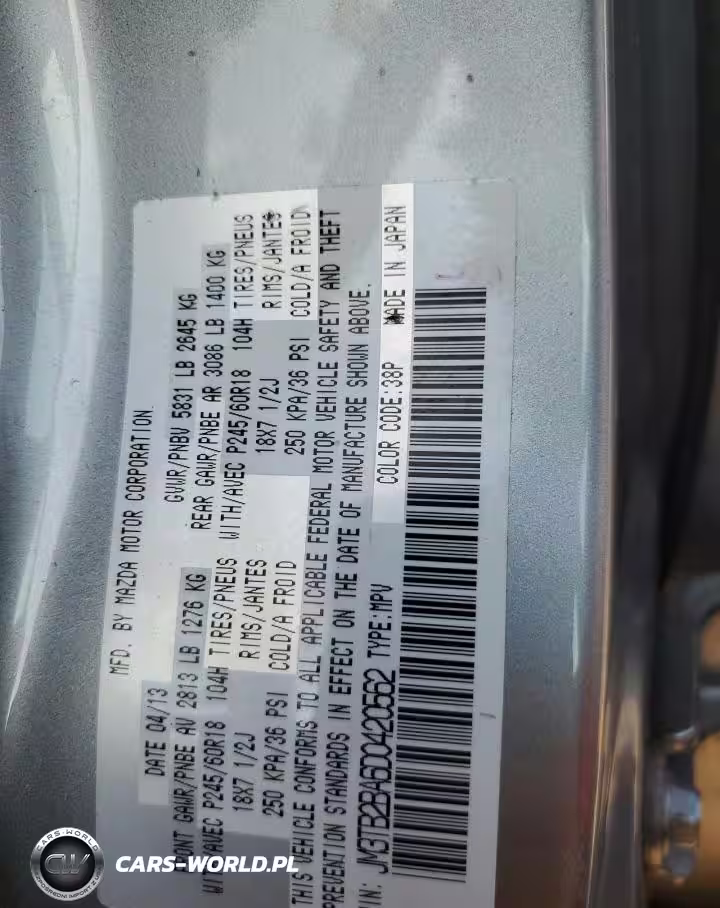 MFD. BY MAZDA MOTOR CORPORATION
DATE 04/13 GVWR/PNBV 5831 LB 2645 KG
GAWR/PNBE AV 2813 LB 1276 KG REAR GAWR/PNBE AR 3086 LB 1400 KG
WITH/AVEC P245/60R18 104H TIRES/PNEUS WITH/AVEC P245/60R18 104H TIRES/PNEUS
18X7 1/2J RIMS/JANTES 18X7 1/2J RIMS/JANTES
250 KPA/36 PSI COLD/A FROID 250 KPA/36 PSI COLD/A FROID
THIS VEHICLE CONFORMS TO ALL APPLICABLE FEDERAL MOTOR VEHICLE SAFETY AND THEFT
PREVENTION STANDARDS IN EFFECT ON THE DATE OF MANUFACTURE SHOWN ABOVE.
VIN: JM3TB2BA6D0420562 TYPE:MPV COLOR CODE:38P MADE IN JAPAN
CARS-WORLD
CW
CARS-WORLD.PL